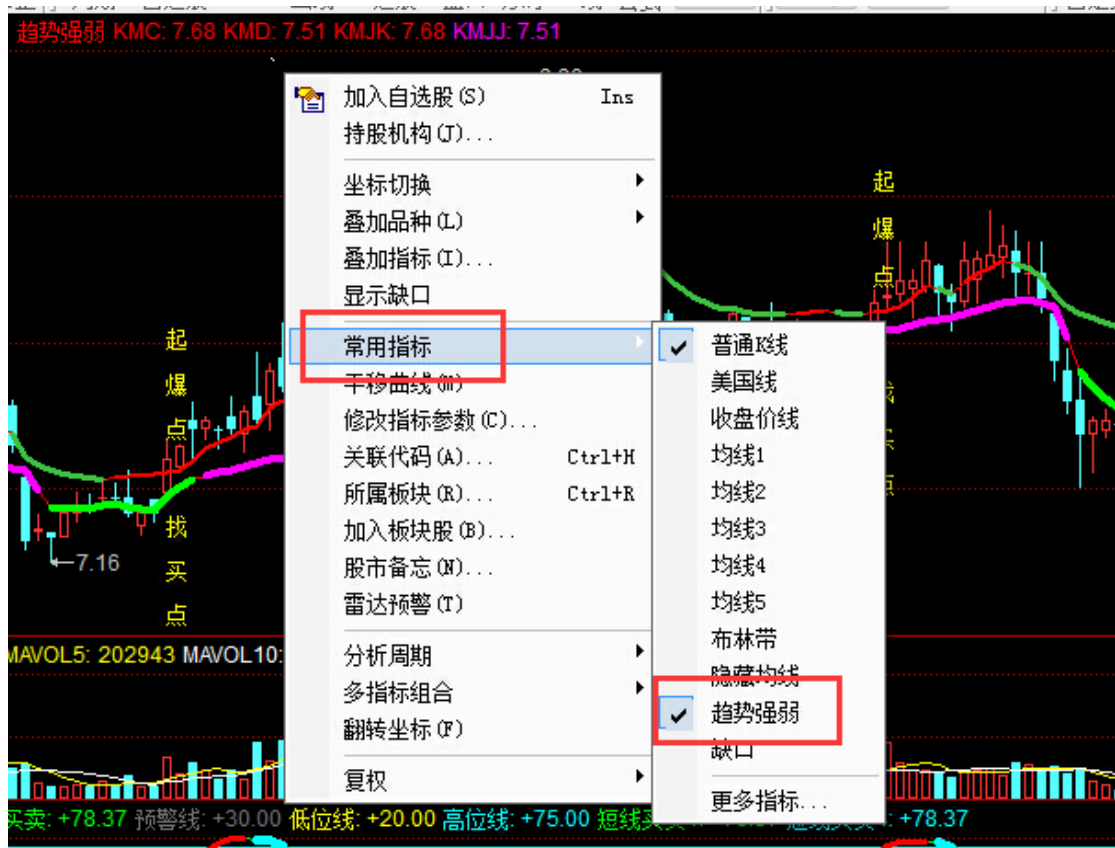 趋势强弱 KMC: 7.68 KMD: 7.51 KMJK: 7.68 KMJJ: 7.51
加入自选股(S) Ins
持股机构(J)...
坐标切换
叠加品种(L)
叠加指标(I)...
显示缺口
常用指标
平移曲线(M)
修改指标参数(C)...
关联代码(A)... Ctrl+H
所属板块(R)... Ctrl+R
加入板块股(B)...
股市备忘(N)...
雷达预警(T)
分析周期
多指标组合
翻转坐标(F)
复权
普通K线
美国线
收盘价线
均线1
均线2
均线3
均线4
均线5
布林带
隐藏均线
趋势强弱
缺口
更多指标...
起
爆
点
找
买
点
起
爆
点
7.16
MAVOL5: 202943 MAVOL10:
买卖: +78.37 预警线: +30.00 低位线: +20.00 高位线: +75.00 短线 +78.37